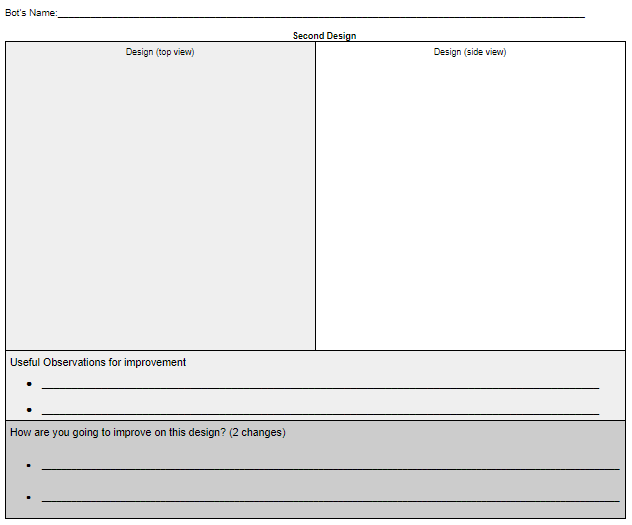 Bot's Name:
Second Design
Design (top view)
Design (side view)
Useful Observations for improvement
How are you going to improve on this design? (2 changes)